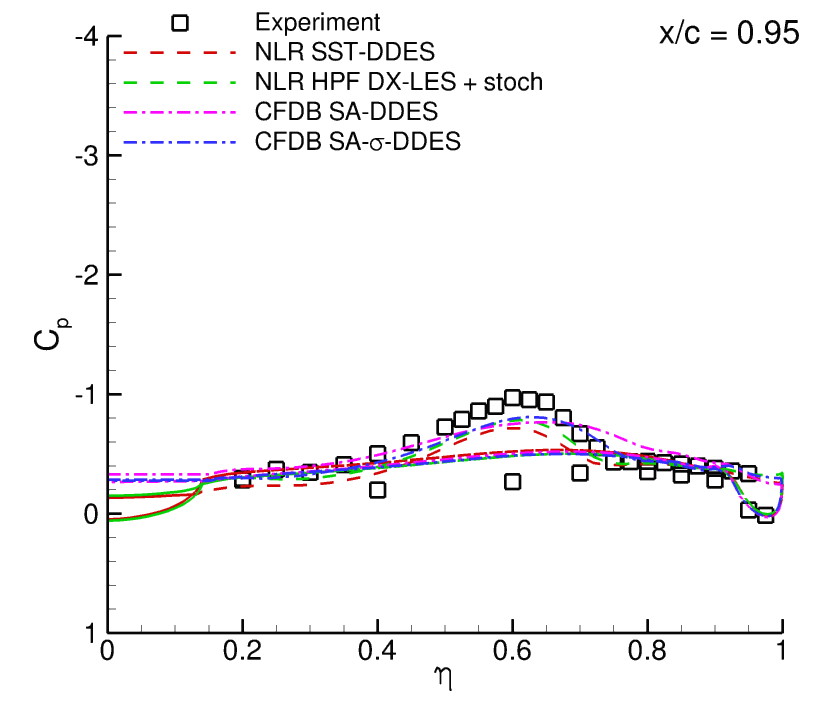 Experiment
NLR SST-DDES
NLR HPF DX-LES + stoch
CFDB SA-DDES
CFDB SA-σ-DDES
x/c = 0.95
-4
-3
-2
-1
0
1
Cp
0
0.2
0.4
0.6
0.8
1
η